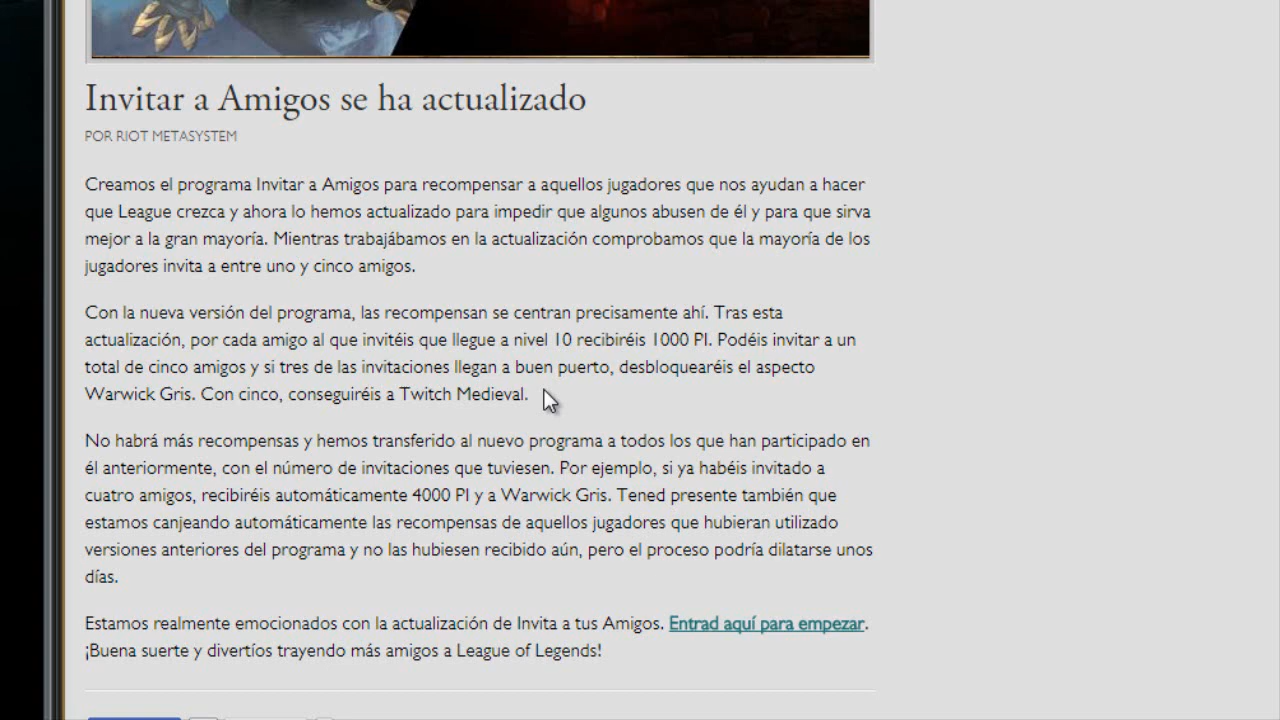 Invitar a Amigos se ha actualizado
POR RIOT METASYSTEM
Creamos el programa Invitar a Amigos para recompensar a aquellos jugadores que nos ayudan a hacer
que League crezca y ahora lo hemos actualizado para impedir que algunos abusen de él y para que sirva
mejor a la gran mayoría. Mientras trabajábamos en la actualización comprobamos que la mayoría de los
jugadores invita a entre uno y cinco amigos.
Con la nueva versión del programa, las recompensan se centran precisamente ahí. Tras esta
actualización, por cada amigo al que invitéis que llegue a nivel 10 recibiréis 1000 PI. Podéis invitar a un
total de cinco amigos y si tres de las invitaciones llegan a buen puerto, desbloquearéis el aspecto
Warwick Gris. Con cinco, conseguiréis a Twitch Medieval.
No habrá más recompensas y hemos transferido al nuevo programa a todos los que han participado en
él anteriormente, con el número de invitaciones que tuviesen. Por ejemplo, si ya habéis invitado a
cuatro amigos, recibiréis automáticamente 4000 PI y a Warwick Gris. Tened presente también que
estamos canjeando automáticamente las recompensas de aquellos jugadores que hubieran utilizado
versiones anteriores del programa y no las hubiesen recibido aún, pero el proceso podría dilatarse unos
días.
Estamos realmente emocionados con la actualización de Invita a tus Amigos. Entrad aquí para empezar.
¡Buena suerte y divertíos trayendo más amigos a League of Legends!